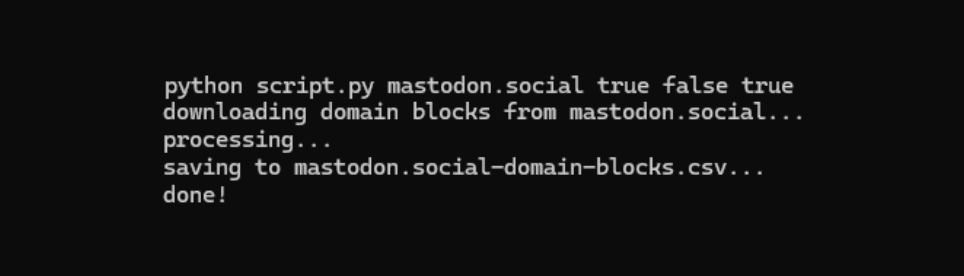 python script.py mastodon.social true false true
downloading domain blocks from mastodon.social...
processing...
saving to mastodon.social-domain-blocks.csv...
done!